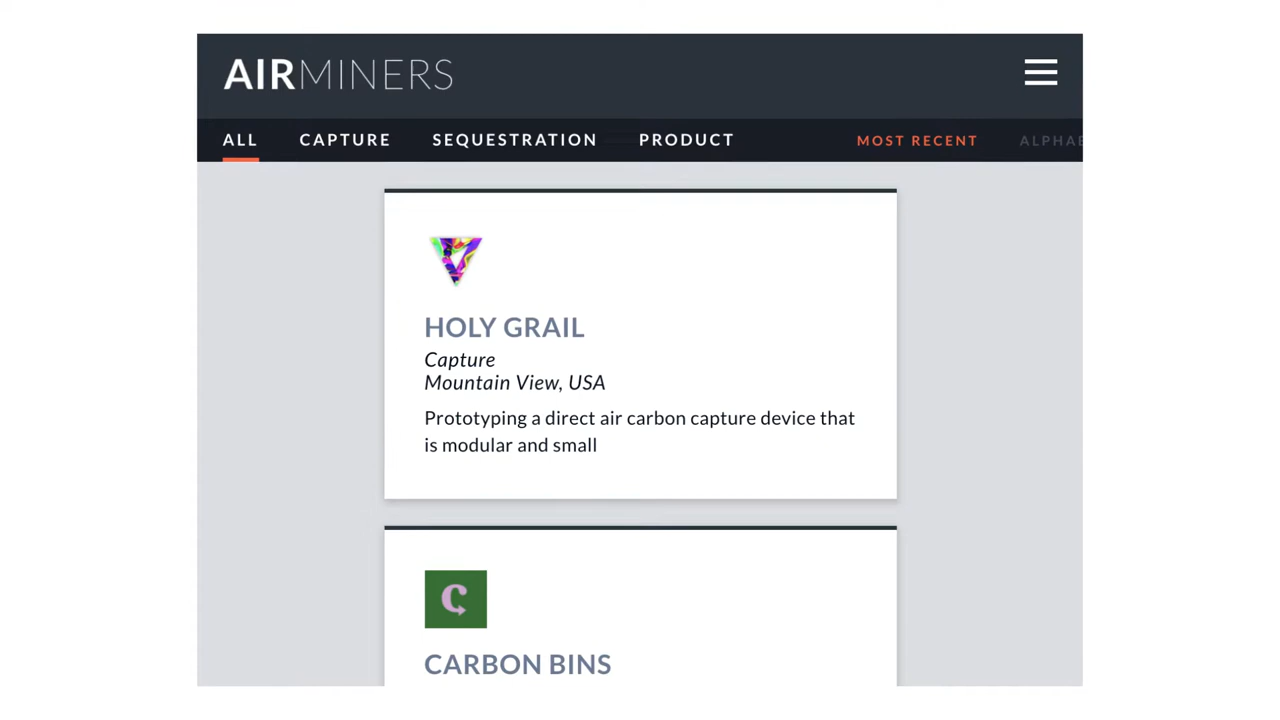 AIRMINERS
ALL CAPTURE SEQUESTRATION PRODUCT MOST RECENT
HOLY GRAIL
Capture
Mountain View, USA
Prototyping a direct air carbon capture device that
is modular and small
C
CARBON BINS